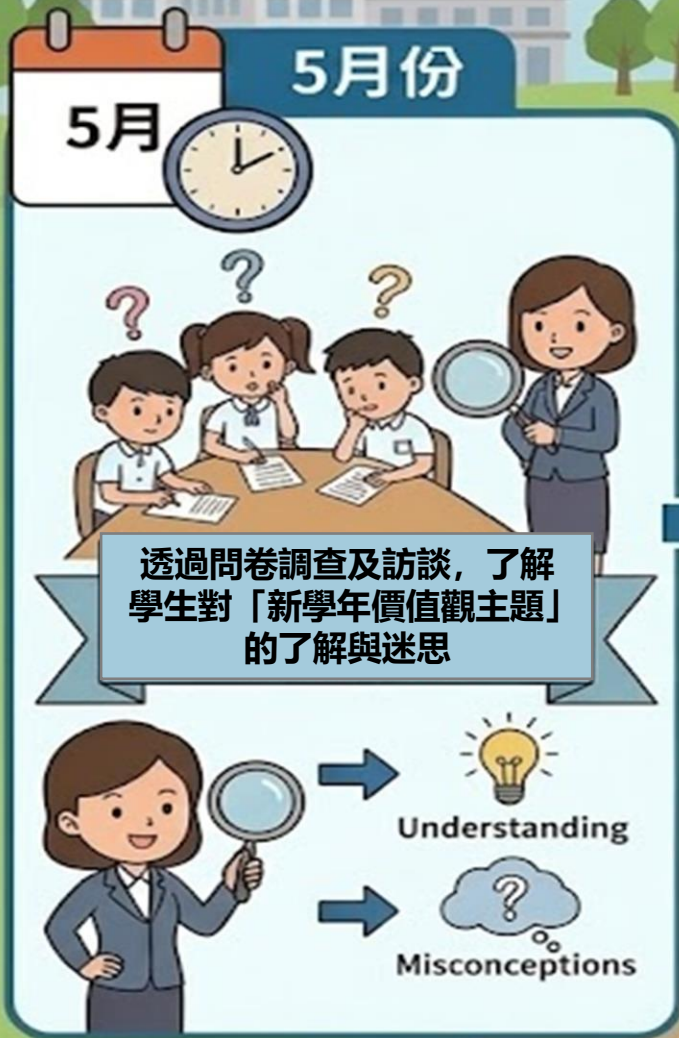 5月份
5月
?
?
?
透過問卷調查及訪談，了解
學生對「新學年價值觀主題」
的了解與迷思
Understanding
?
Misconceptions